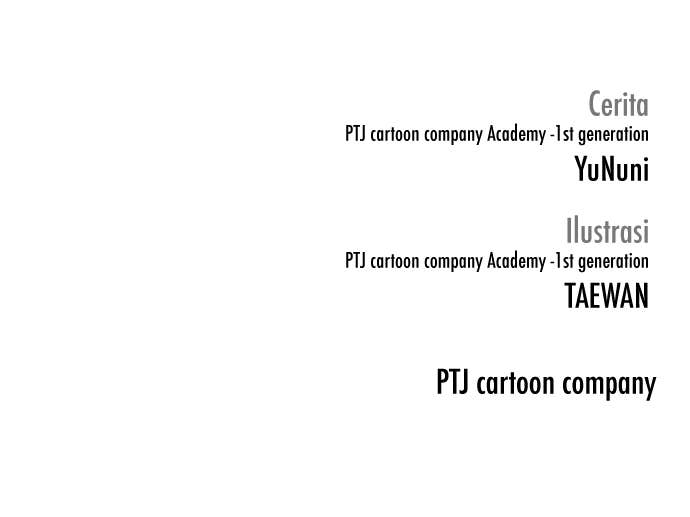 Cerita
PTJ cartoon company Academy -1st generation
YuNuni
Ilustrasi
PTJ cartoon company Academy -1st generation
TAEWAN
PTJ cartoon company